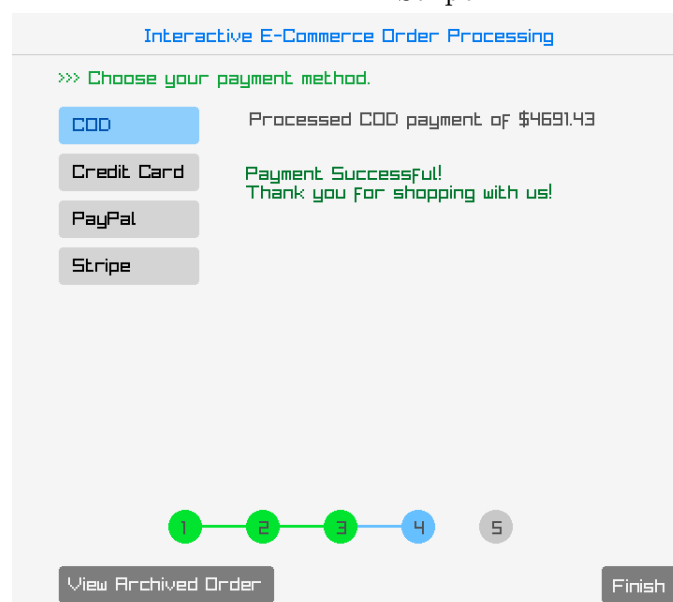 Interactive E-Commerce Order Processing
>>> Choose your payment method.
COD
Processed COD payment of $4691.43
Credit Card
Payment Successful!
Thank you for shopping with us!
PayPal
Stripe
1 2 3 4 5
View Archived Order
Finish